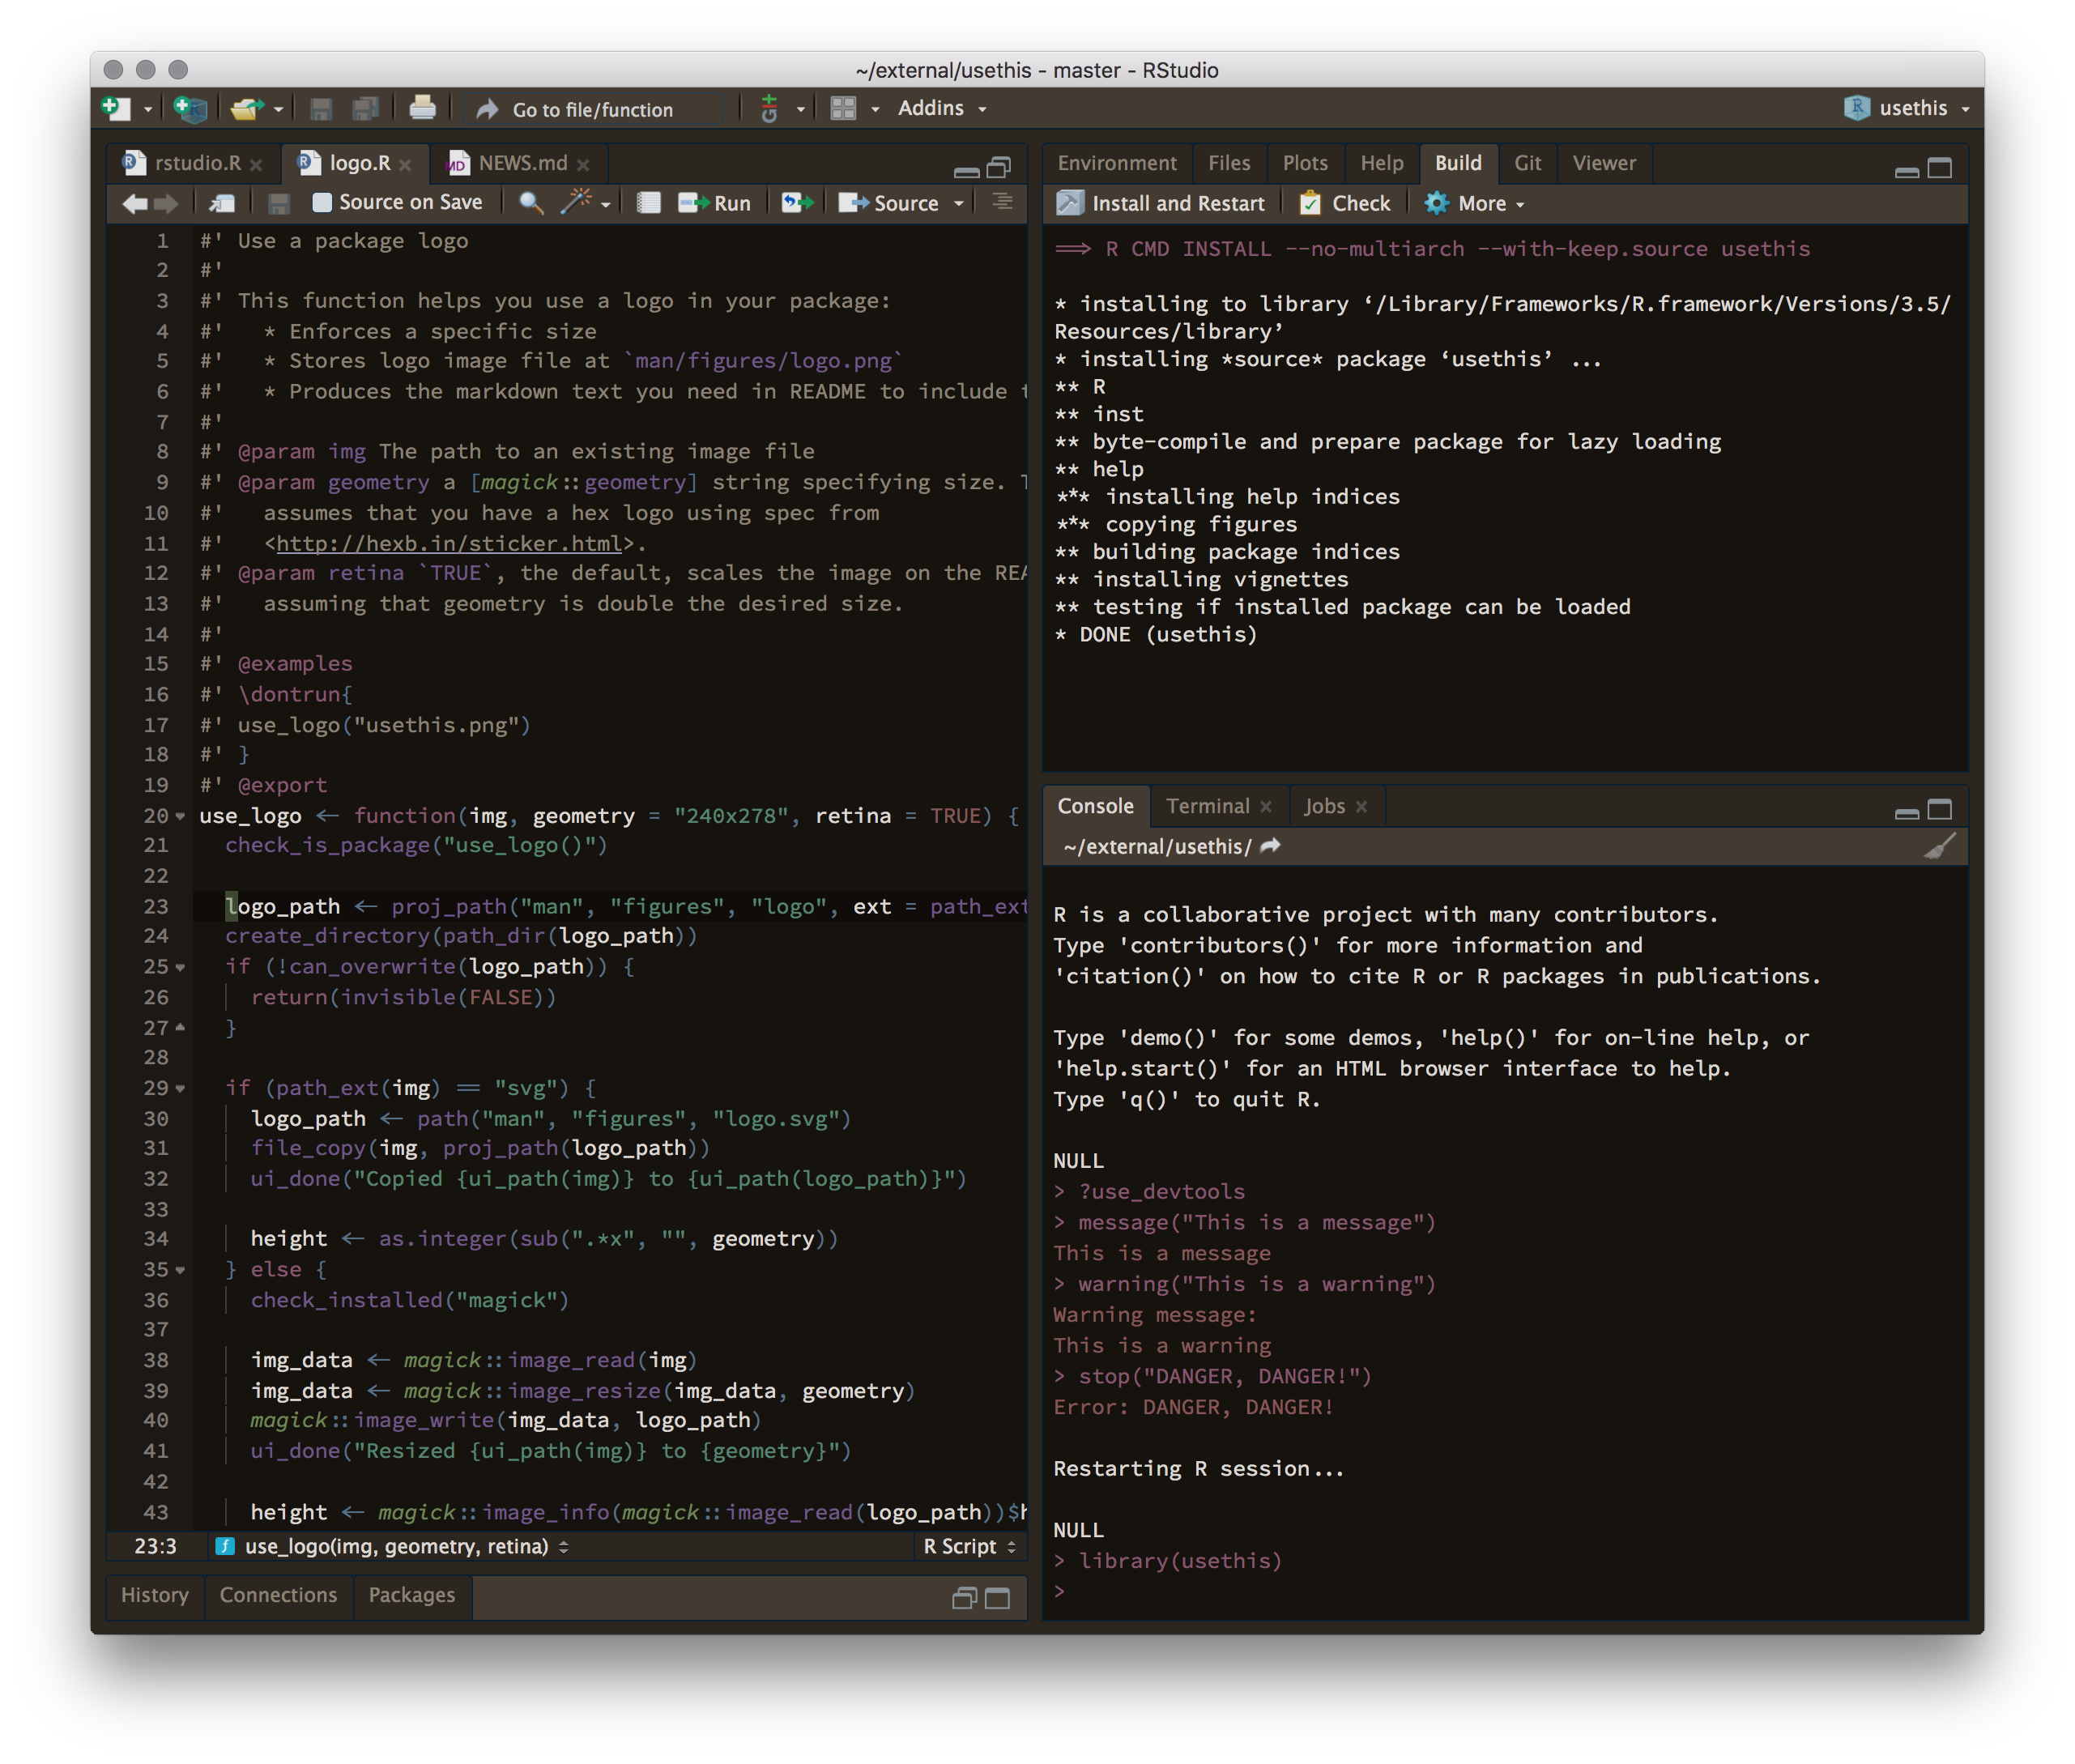 ~/external/usethis - master - RStudio
Go to file/function
Addins
usethis
rstudio.R
logo.R
NEWS.md
Source on Save
Run
Source
1 #' Use a package logo
2 #'
3 #' This function helps you use a logo in your package:
4 #'   * Enforces a specific size
5 #'   * Stores logo image file at `man/figures/logo.png`
6 #'   * Produces the markdown text you need in README to include
7 #'
8 #' @param img The path to an existing image file
9 #' @param geometry a [magick::geometry] string specifying size.
10 #'   assumes that you have a hex logo using spec from
11 #'   <http://hexb.in/sticker.html>.
12 #' @param retina `TRUE`, the default, scales the image on the REA
13 #'   assuming that geometry is double the desired size.
14 #'
15 #' @examples
16 #' \dontrun{
17 #' use_logo("usethis.png")
18 #' }
19 #' @export
20 use_logo <- function(img, geometry = "240x278", retina = TRUE) {
21   check_is_package("use_logo()")
22
23   logo_path <- proj_path("man", "figures", "logo", ext = path_ext
24   create_directory(path_dir(logo_path))
25   if (!can_overwrite(logo_path)) {
26     return(invisible(FALSE))
27   }
28
29   if (path_ext(img) == "svg") {
30     logo_path <- path("man", "figures", "logo.svg")
31     file_copy(img, proj_path(logo_path))
32     ui_done("Copied {ui_path(img)} to {ui_path(logo_path)}")
33
34     height <- as.integer(sub(".*x", "", geometry))
35   } else {
36     check_installed("magick")
37
38     img_data <- magick::image_read(img)
39     img_data <- magick::image_resize(img_data, geometry)
40     magick::image_write(img_data, logo_path)
41     ui_done("Resized {ui_path(img)} to {geometry}")
42
43     height <- magick::image_info(magick::image_read(logo_path))$h
23:3
use_logo(img, geometry, retina)
R Script
History
Connections
Packages
Environment
Files
Plots
Help
Build
Git
Viewer
Install and Restart
Check
More
==> R CMD INSTALL --no-multiarch --with-keep.source usethis
* installing to library ‘/Library/Frameworks/R.framework/Versions/3.5/
Resources/library’
* installing *source* package ‘usethis’ ...
** R
** inst
** byte-compile and prepare package for lazy loading
** help
*** installing help indices
*** copying figures
** building package indices
** installing vignettes
** testing if installed package can be loaded
* DONE (usethis)
Console
Terminal
Jobs
~/external/usethis/
R is a collaborative project with many contributors.
Type 'contributors()' for more information and
'citation()' on how to cite R or R packages in publications.
Type 'demo()' for some demos, 'help()' for on-line help, or
'help.start()' for an HTML browser interface to help.
Type 'q()' to quit R.
NULL
> ?use_devtools
> message("This is a message")
This is a message
> warning("This is a warning")
Warning message:
This is a warning
> stop("DANGER, DANGER!")
Error: DANGER, DANGER!
Restarting R session...
NULL
> library(usethis)
>